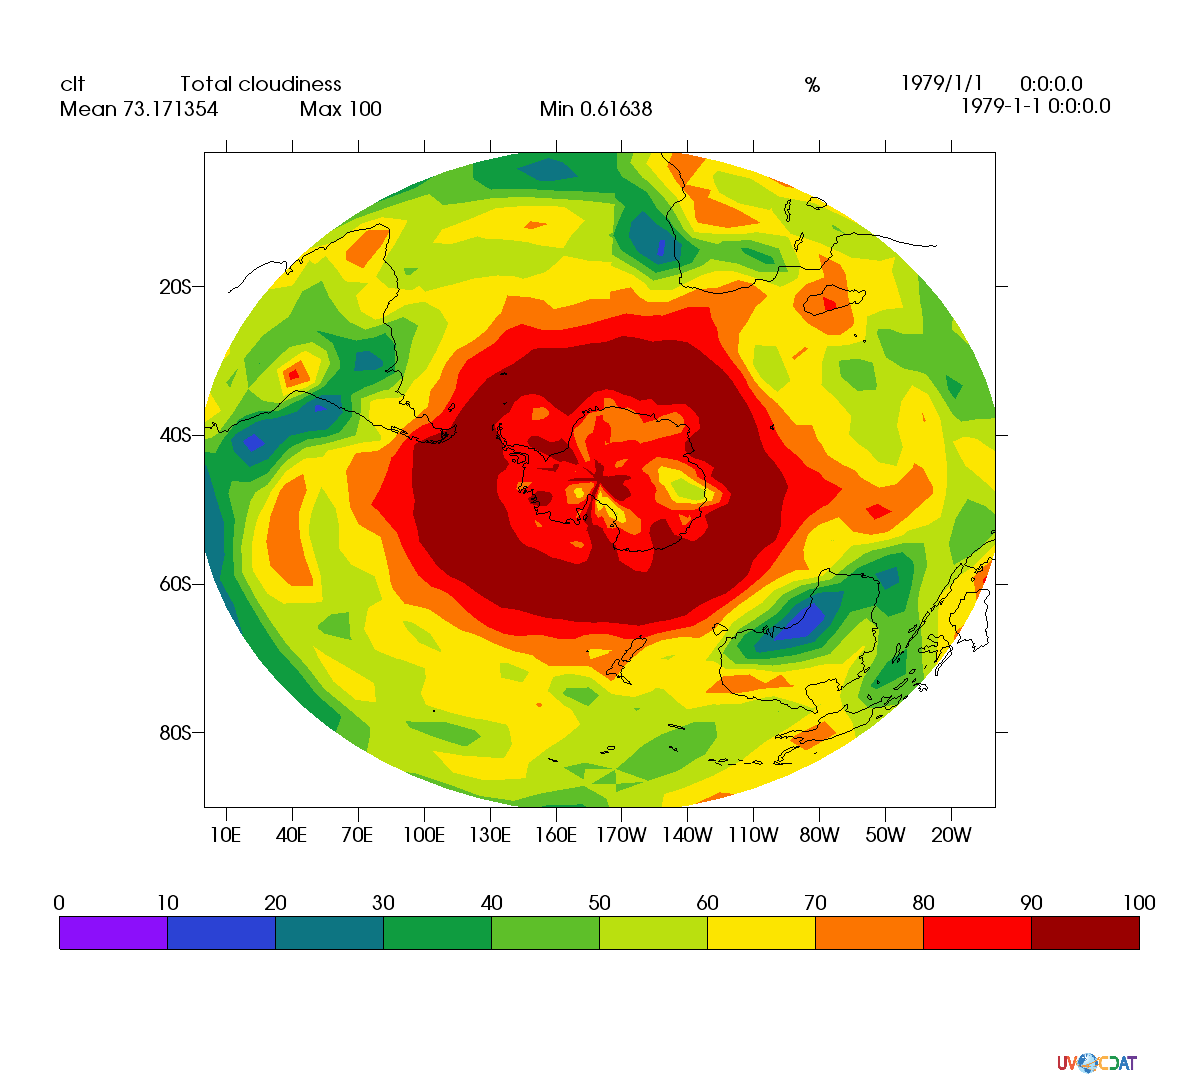 clt Total cloudiness % 1979/1/1 0:0:0.0
Mean 73.171354 Max 100 Min 0.61638 1979-1-1 0:0:0.0
20S
40S
60S
80S
10E 40E 70E 100E 130E 160E 170W 140W 110W 80W 50W 20W
0 10 20 30 40 50 60 70 80 90 100
UV CDAT